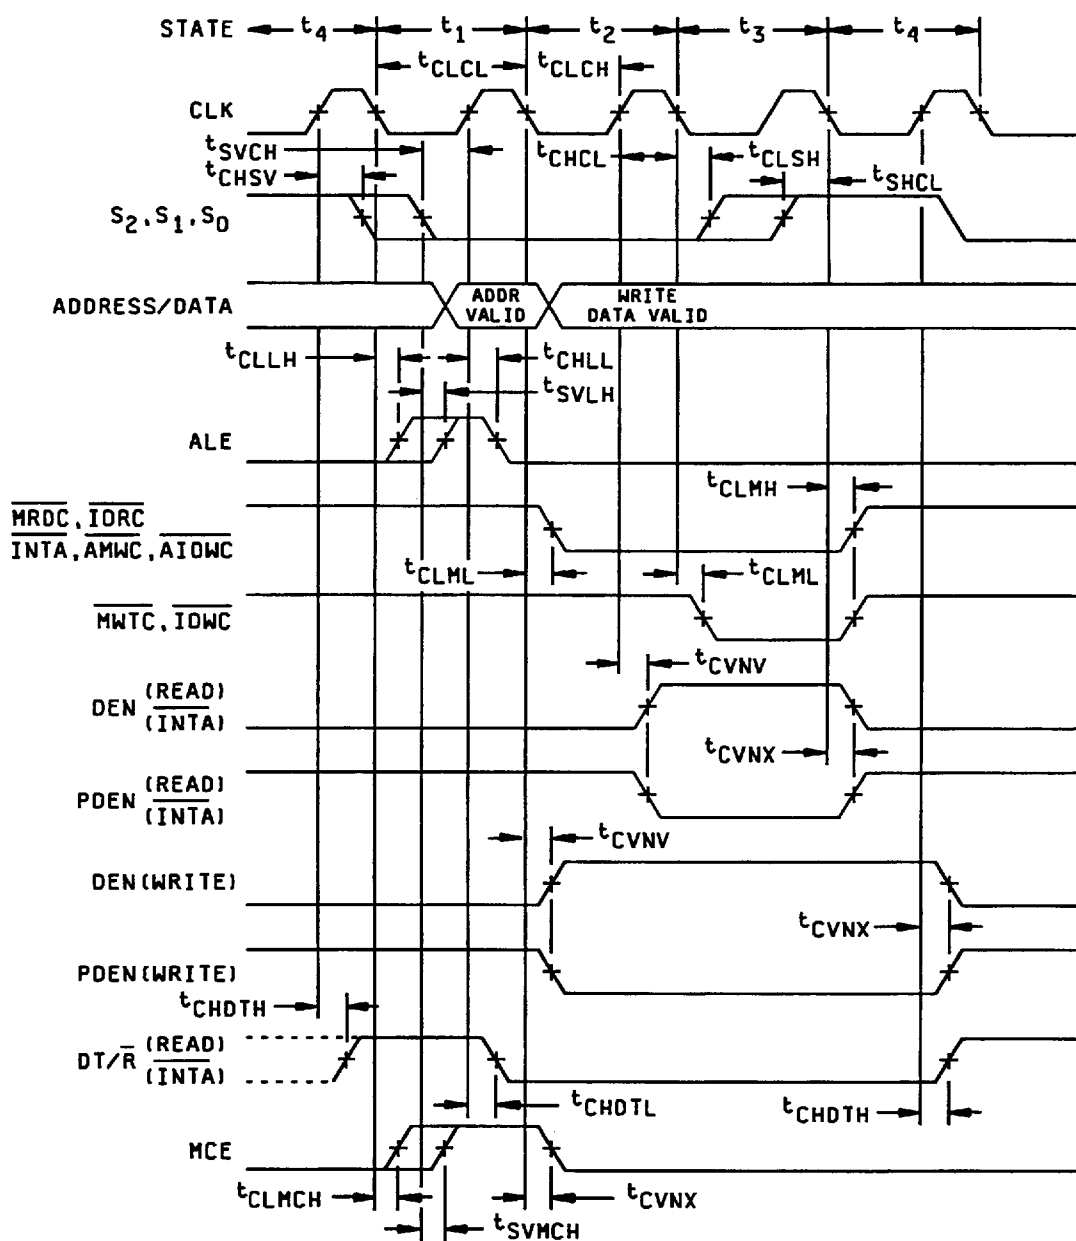 STATE t4 t1 t2 t3 t4
tCLCL tCLCH
CLK
tSVCH tCHCL tCLSH
tCHSV tSHCL
S2,S1,S0
ADDRESS/DATA ADDR VALID WRITE DATA VALID
tCLLH tCHLL
tSVLH
ALE
tCLMH
MRDC, IORC
INTA, AMWC, AIOWC
tCLML tCLML
MWTC, IOWC
tCVNV
DEN (READ)
(INTA)
tCVNX
PDEN (READ)
(INTA)
tCVNV
DEN(WRITE)
tCVNX
PDEN(WRITE)
tCHDTH
DT/R (READ)
(INTA)
tCHDTL tCHDTH
MCE
tCLMCH tCVNX
tSVMCH